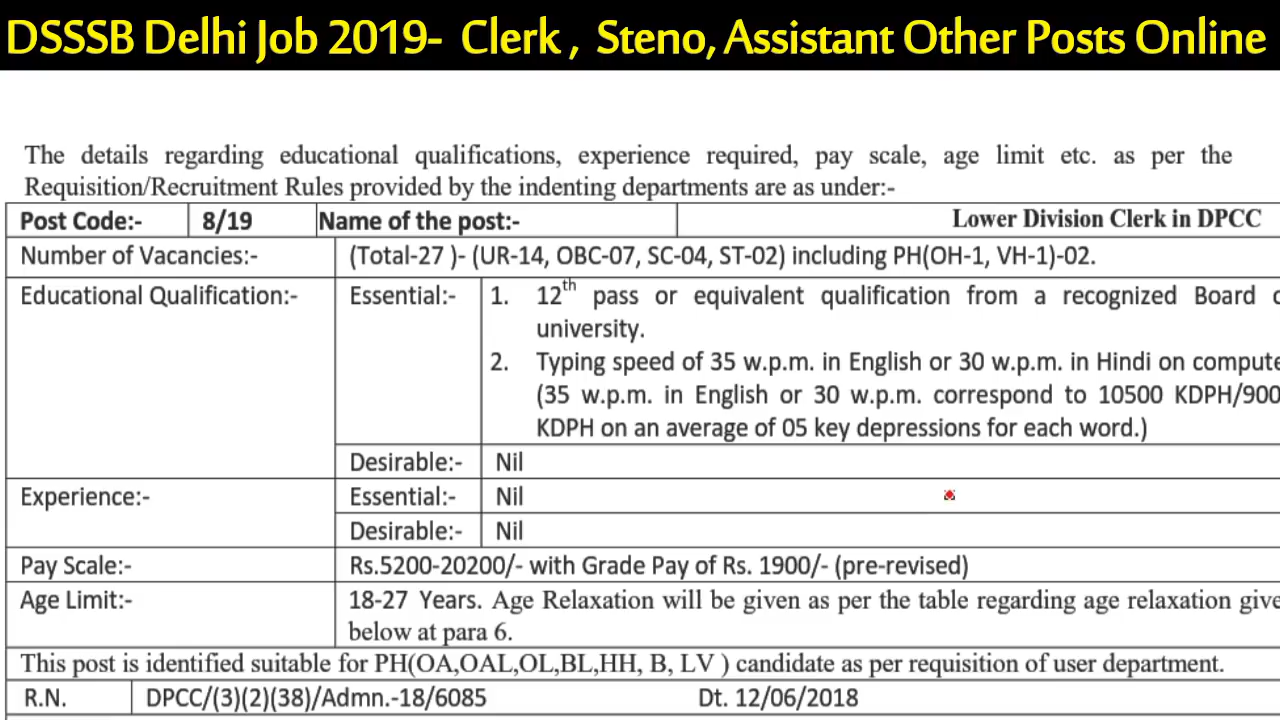 DSSSB Delhi Job 2019- Clerk , Steno, Assistant Other Posts Online
The details regarding educational qualifications, experience required, pay scale, age limit etc. as per the
Requisition/Recruitment Rules provided by the indenting departments are as under:-
Post Code:- 8/19 Name of the post:- Lower Division Clerk in DPCC
Number of Vacancies:- (Total-27 )- (UR-14, OBC-07, SC-04, ST-02) including PH(OH-1, VH-1)-02.
Educational Qualification:- Essential:- 1. 12th pass or equivalent qualification from a recognized Board
university.
2. Typing speed of 35 w.p.m. in English or 30 w.p.m. in Hindi on compute
(35 w.p.m. in English or 30 w.p.m. correspond to 10500 KDPH/900
KDPH on an average of 05 key depressions for each word.)
Desirable:- Nil
Experience:- Essential:- Nil
Desirable:- Nil
Pay Scale:- Rs.5200-20200/- with Grade Pay of Rs. 1900/- (pre-revised)
Age Limit:- 18-27 Years. Age Relaxation will be given as per the table regarding age relaxation give
below at para 6.
This post is identified suitable for PH(OA,OAL,OL,BL,HH, B, LV ) candidate as per requisition of user department.
R.N. DPCC/(3)(2)(38)/Admn.-18/6085 Dt. 12/06/2018